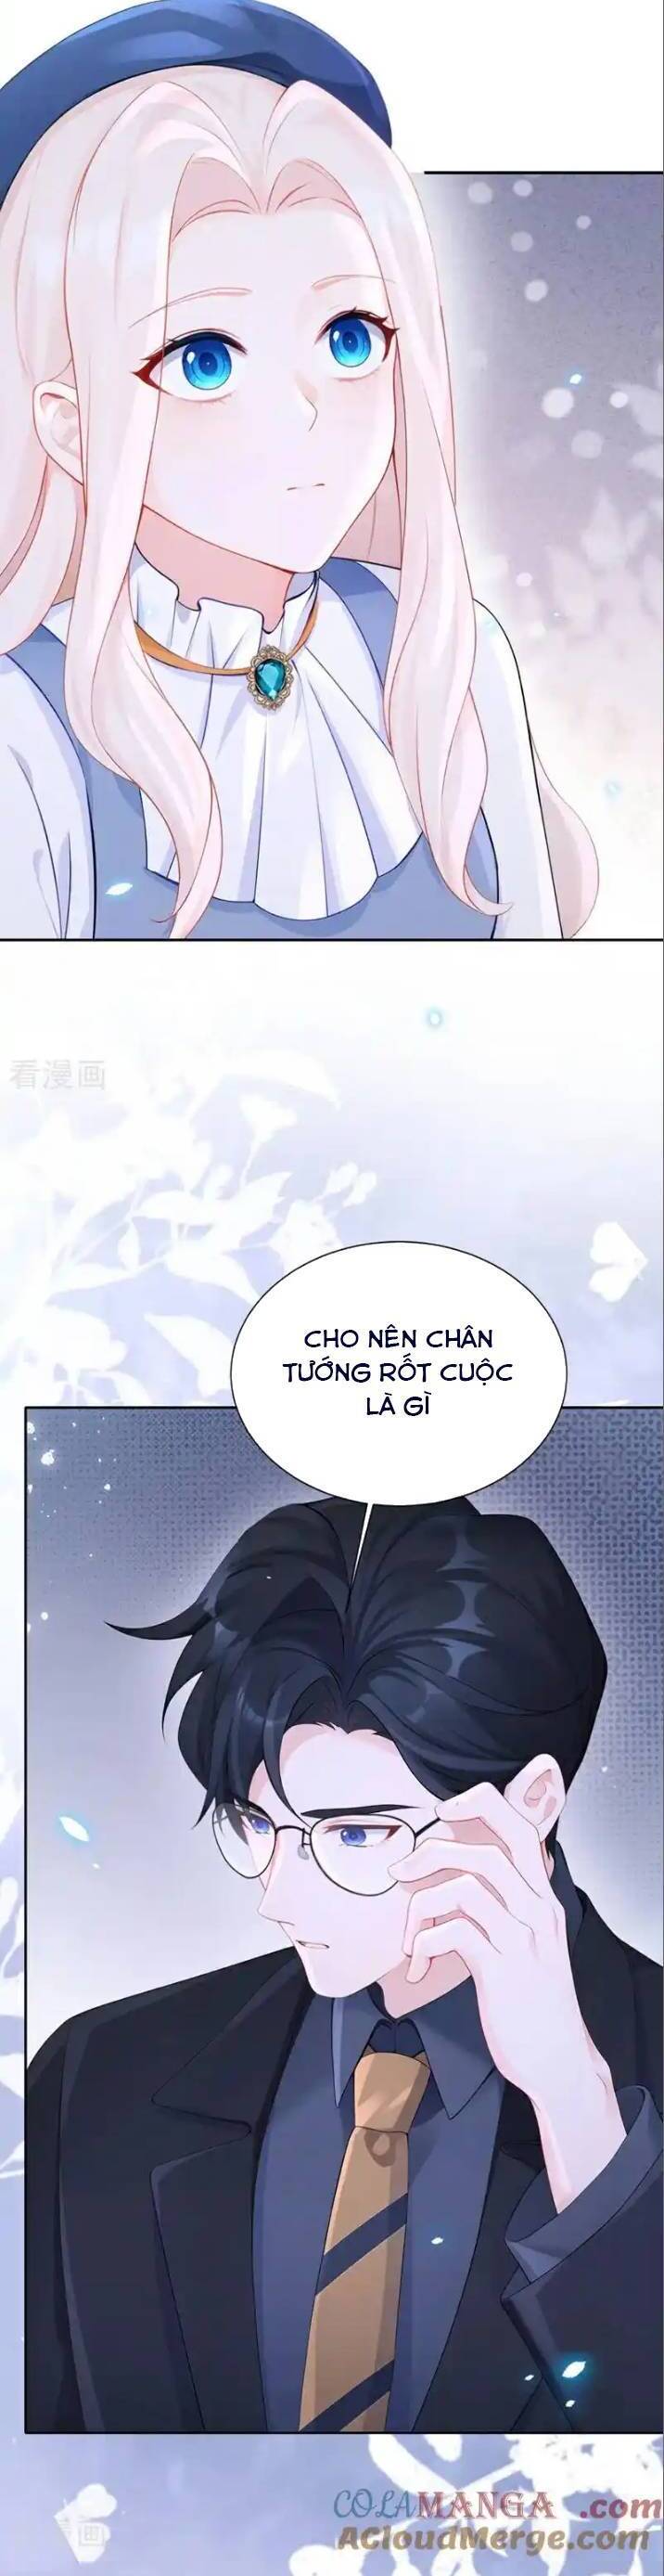 看漫画
CHO NÊN CHÂN
TƯỚNG RỐT CUỘC
LÀ GÌ
COLAMANGA.com
AcloudMerge.com